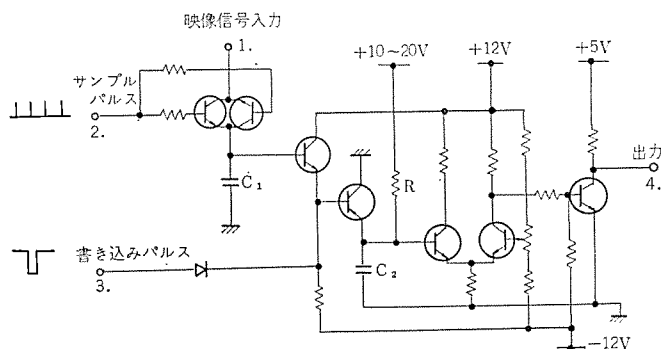 映像信号入力
1.
+10~20V
+12V
+5V
サンプル
パルス
2.
C₁
R
出力
4.
書き込みパルス
3.
C₂
-12V